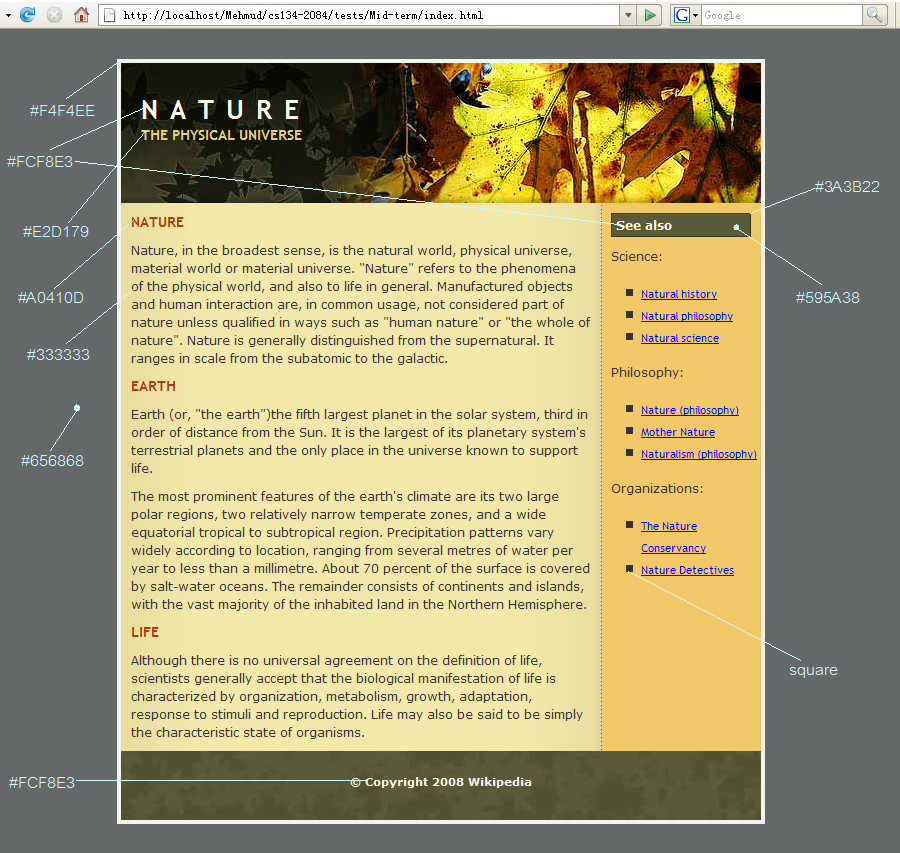 http://localhost/Mehmud/cs134-2084/tests/Mid-term/index.html
Google
#F4F4EE
NATURE
THE PHYSICAL UNIVERSE
#FCF8E3
#3A3B22
#E2D179
#A0410D
#595A38
#333333
#656868
NATURE
Nature, in the broadest sense, is the natural world, physical universe,
material world or material universe. "Nature" refers to the phenomena
of the physical world, and also to life in general. Manufactured objects
and human interaction are, in common usage, not considered part of
nature unless qualified in ways such as "human nature" or "the whole of
nature". Nature is generally distinguished from the supernatural. It
ranges in scale from the subatomic to the galactic.
EARTH
Earth (or, "the earth")the fifth largest planet in the solar system, third in
order of distance from the Sun. It is the largest of its planetary system's
terrestrial planets and the only place in the universe known to support
life.
The most prominent features of the earth's climate are its two large
polar regions, two relatively narrow temperate zones, and a wide
equatorial tropical to subtropical region. Precipitation patterns vary
widely according to location, ranging from several metres of water per
year to less than a millimetre. About 70 percent of the surface is covered
by salt-water oceans. The remainder consists of continents and islands,
with the vast majority of the inhabited land in the Northern Hemisphere.
LIFE
Although there is no universal agreement on the definition of life,
scientists generally accept that the biological manifestation of life is
characterized by organization, metabolism, growth, adaptation,
response to stimuli and reproduction. Life may also be said to be simply
the characteristic state of organisms.
See also
Science:
Natural history
Natural philosophy
Natural science
Philosophy:
Nature (philosophy)
Mother Nature
Naturalism (philosophy)
Organizations:
The Nature
Conservancy
Nature Detectives
square
#FCF8E3
© Copyright 2008 Wikipedia